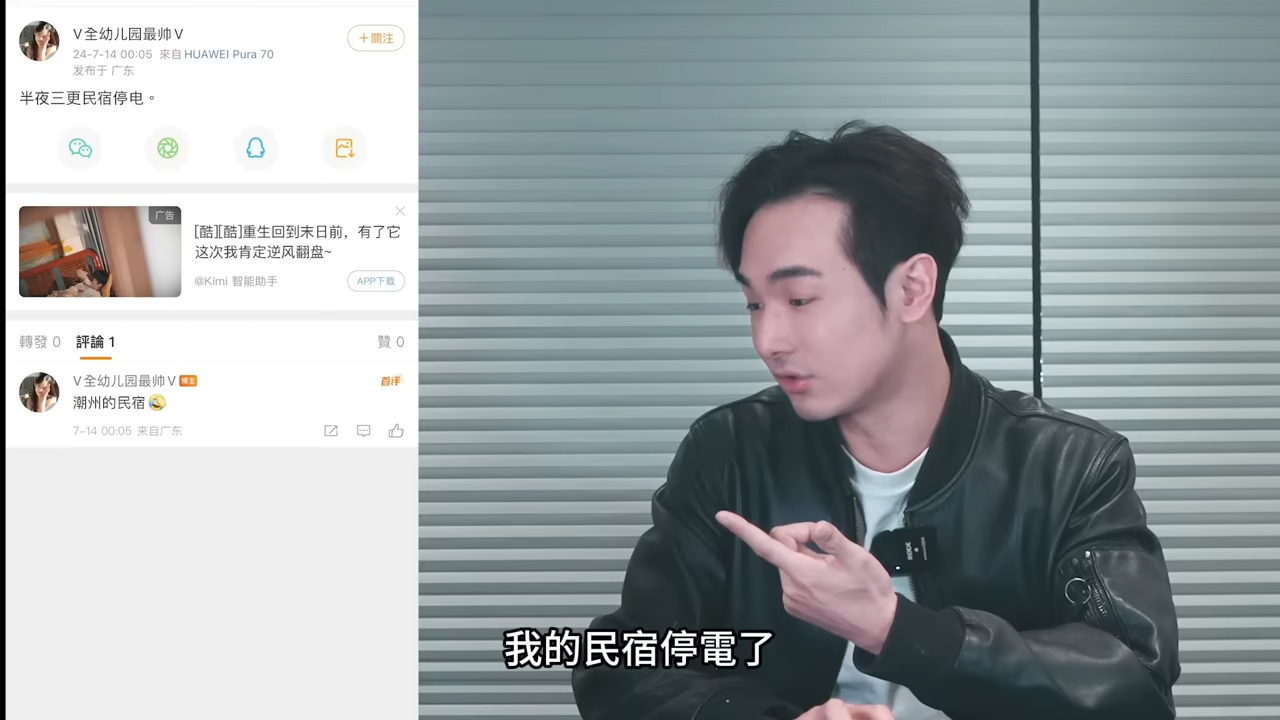 V全幼儿园最帅V
24-7-14 00:05 來自 HUAWEI Pura 70
发布于 广东
＋關注
半夜三更民宿停电。
广告
[酷][酷]重生回到末日前，有了它
这次我肯定逆风翻盘~
@Kimi 智能助手
APP下载
轉發 0 評論 1 贊 0
V全幼儿园最帅V 博主
首评
潮州的民宿
7-14 00:05 来自广东
RODE
我的民宿停電了